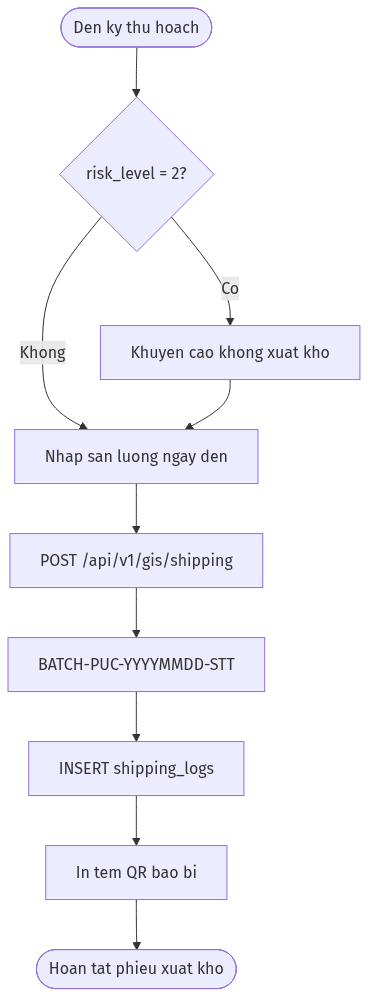 Den ky thu hoach
risk_level = 2?
Co
Khong
Khuyen cao khong xuat kho
Nhap san luong ngay den
POST /api/v1/gis/shipping
BATCH-PUC-YYYYMMDD-STT
INSERT shipping_logs
In tem QR bao bi
Hoan tat phieu xuat kho